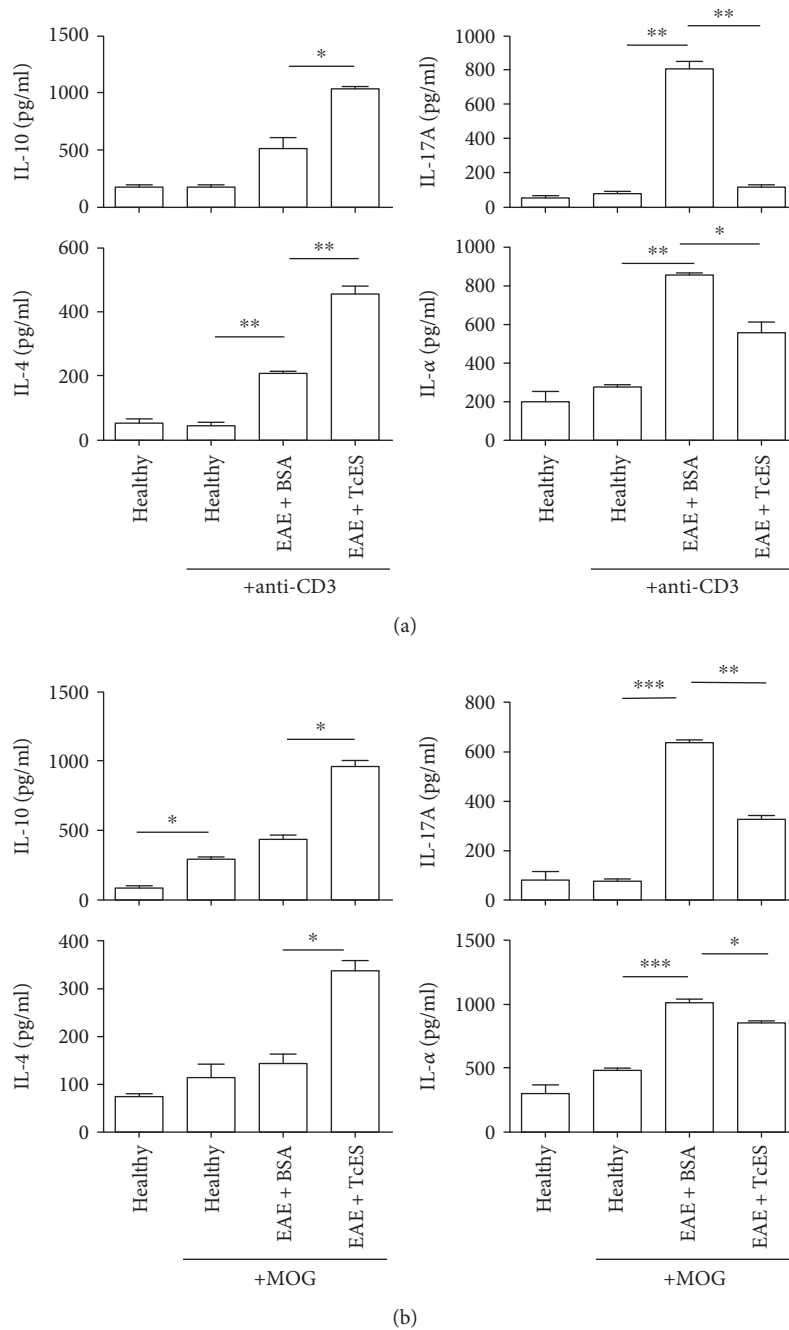 IL-10 (pg/ml)
1500
1000
500
0
*
IL-17A (pg/ml)
1000
800
600
400
200
0
**
**
IL-4 (pg/ml)
600
400
200
0
**
**
Healthy
Healthy
EAE + BSA
EAE + TcES
+anti-CD3
IL-α (pg/ml)
1000
800
600
400
200
0
**
*
Healthy
Healthy
EAE + BSA
EAE + TcES
+anti-CD3
(a)
IL-10 (pg/ml)
1500
1000
500
0
*
*
IL-17A (pg/ml)
800
600
400
200
0
***
**
IL-4 (pg/ml)
400
300
200
100
0
*
Healthy
Healthy
EAE + BSA
EAE + TcES
+MOG
IL-α (pg/ml)
1500
1000
500
0
***
*
Healthy
Healthy
EAE + BSA
EAE + TcES
+MOG
(b)